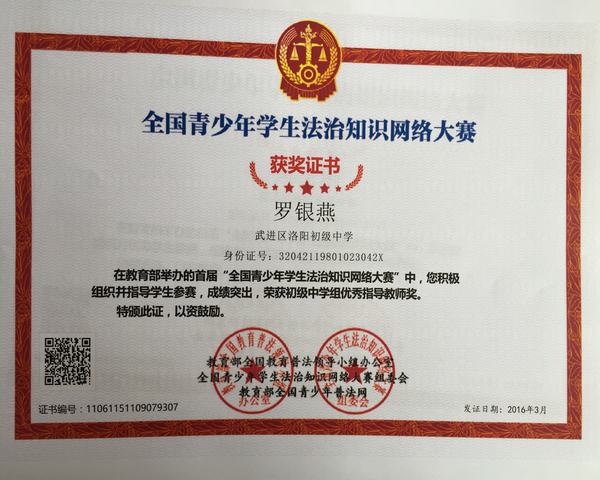 全国青少年学生法治知识网络大赛
获奖证书
罗银燕
武进区洛阳初级中学
身份证号：32042119801023042X
在教育部举办的首届“全国青少年学生法治知识网络大赛”中，您积极
组织并指导学生参赛，成绩突出，荣获初级中学组优秀指导教师奖。
特颁此证，以资鼓励。
教育部全国教育普法领导小组办公室
全国青少年学生法治知识网络大赛组委会
教育部全国青少年普法网
办公室
组委会
证书编号：11061151109079307
发证日期：2016年3月